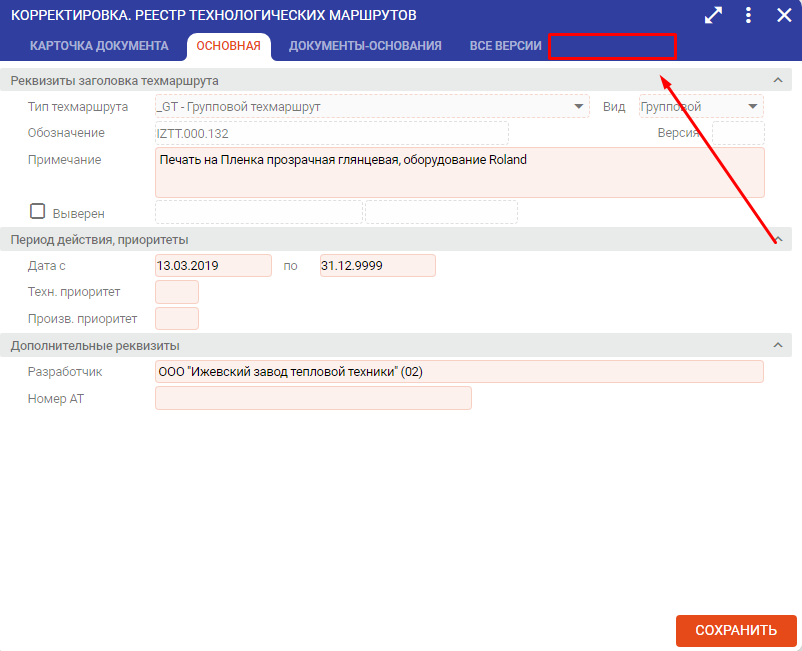 КОРРЕКТИРОВКА. РЕЕСТР ТЕХНОЛОГИЧЕСКИХ МАРШРУТОВ
КАРТОЧКА ДОКУМЕНТА ОСНОВНАЯ ДОКУМЕНТЫ-ОСНОВАНИЯ ВСЕ ВЕРСИИ
Реквизиты заголовка техмаршрута
Тип техмаршрута _GT - Групповой техмаршрут Вид Групповой
Обозначение IZTT.000.132 Версия
Примечание Печать на Пленка прозрачная глянцевая, оборудование Roland
Выверен
Период действия, приоритеты
Дата с 13.03.2019 по 31.12.9999
Техн. приоритет
Произв. приоритет
Дополнительные реквизиты
Разработчик ООО "Ижевский завод тепловой техники" (02)
Номер АТ
СОХРАНИТЬ